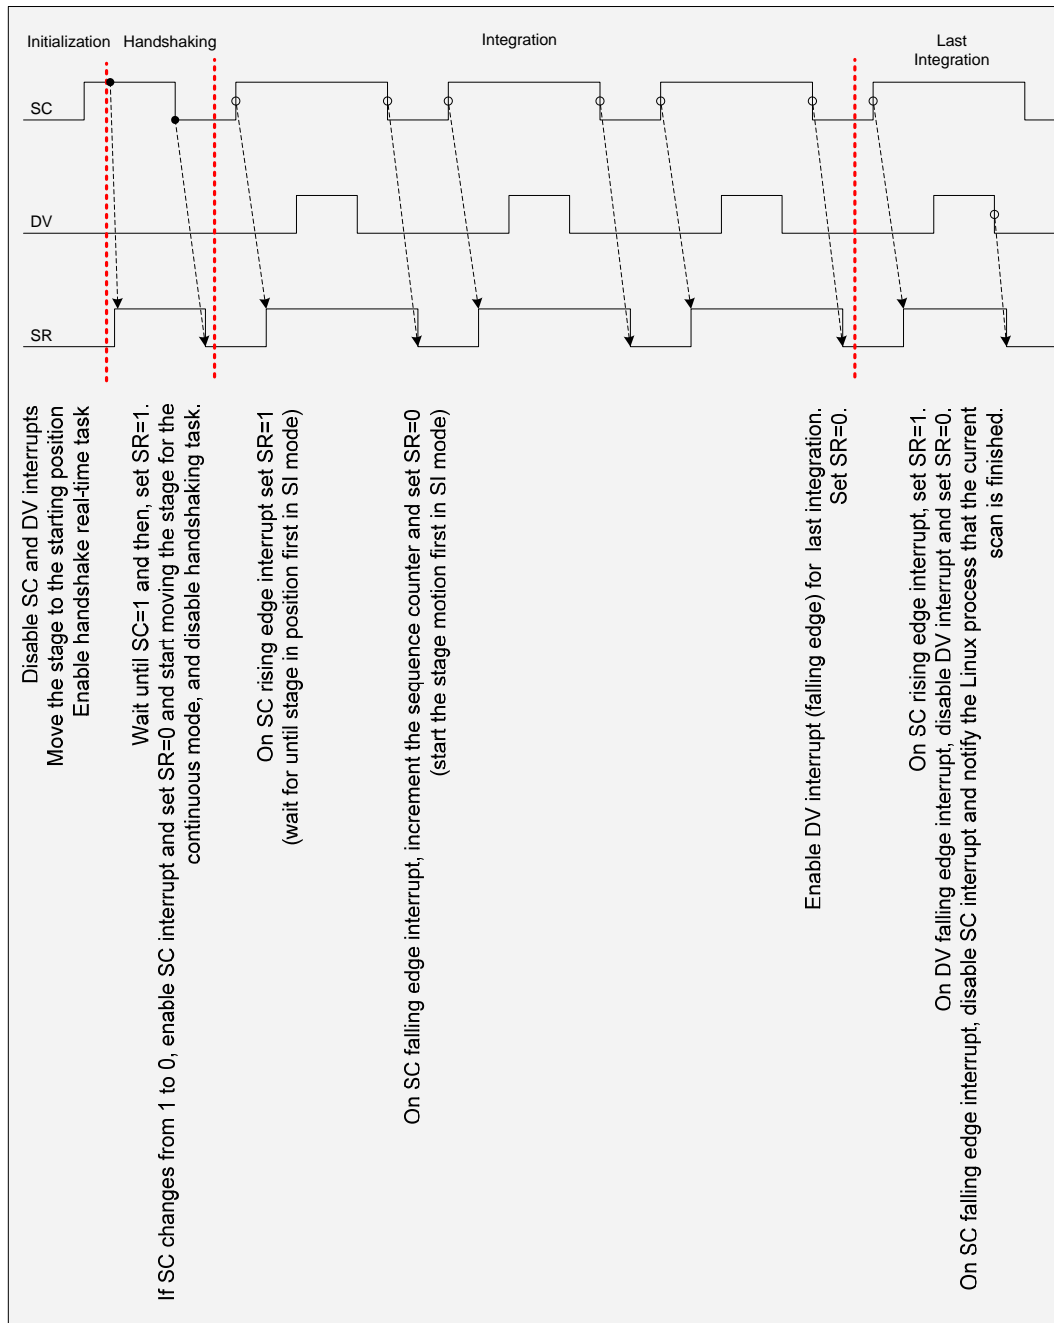 Initialization
Handshaking
Integration
Last
Integration
SC
DV
SR
Disable SC and DV interrupts
Move the stage to the starting position
Enable handshake real-time task
Wait until SC=1 and then, set SR=1.
If SC changes from 1 to 0, enable SC interrupt and set SR=0 and start moving the stage for the
continuous mode, and disable handshaking task.
On SC rising edge interrupt set SR=1
(wait for until stage in position first in SI mode)
On SC falling edge interrupt, increment the sequence counter and set SR=0
(start the stage motion first in SI mode)
Enable DV interrupt (falling edge) for last integration.
Set SR=0.
On SC rising edge interrupt, set SR=1.
On DV falling edge interrupt, disable DV interrupt and set SR=0.
On SC falling edge interrupt, disable SC interrupt and notify the Linux process that the current
scan is finished.